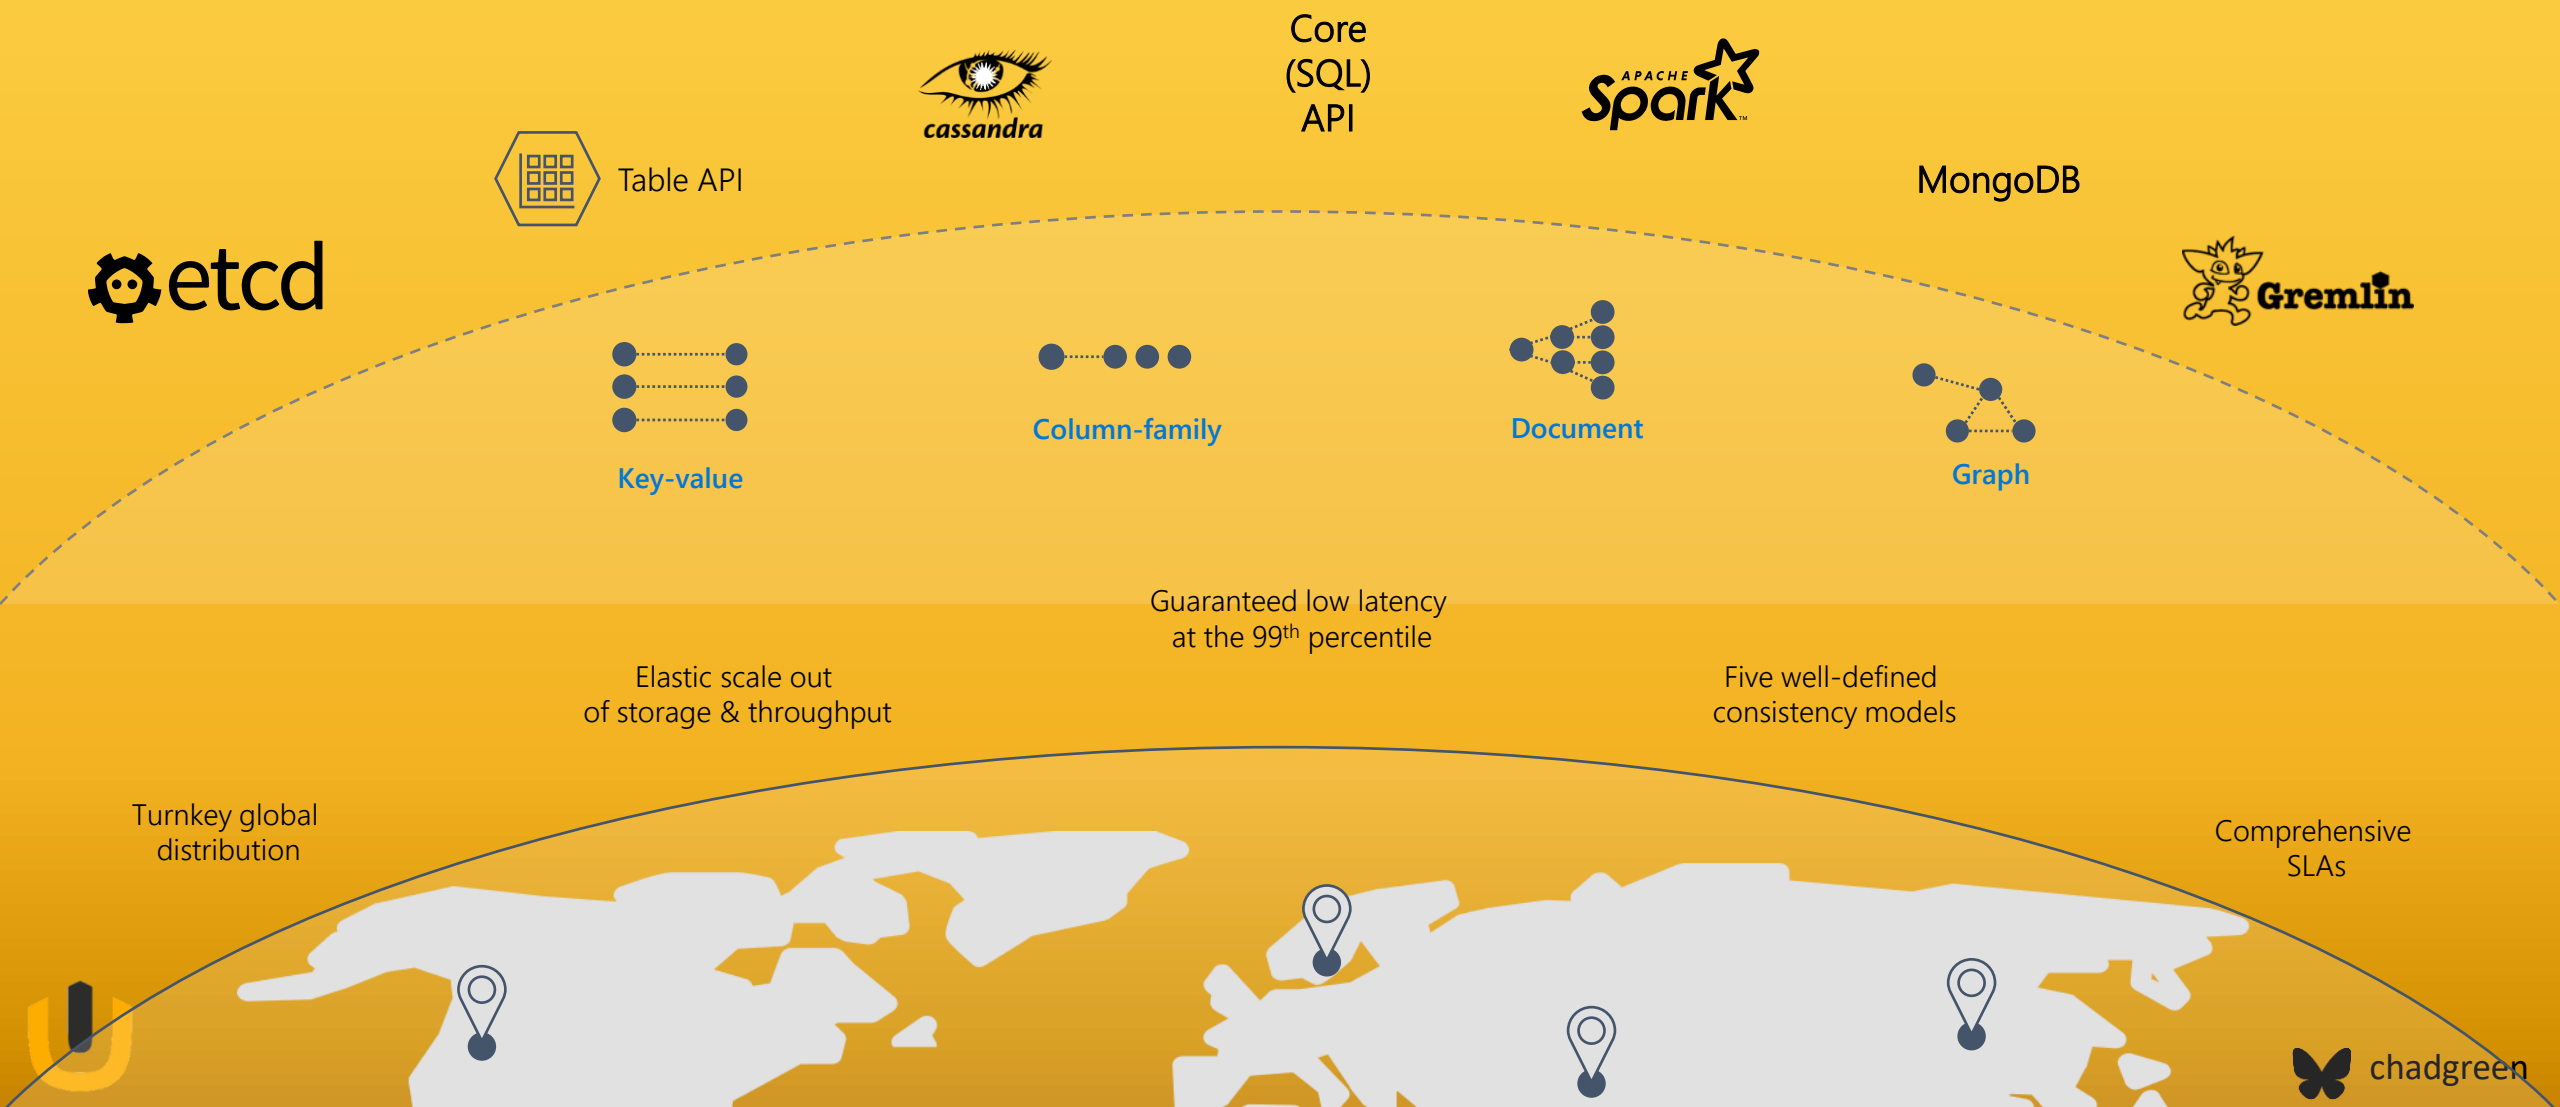 Core
(SQL)
API
cassandra
APACHE
Spark™
Table API
MongoDB
etcd
Gremlin
Key-value
Column-family
Document
Graph
Guaranteed low latency
at the 99th percentile
Elastic scale out
of storage & throughput
Five well-defined
consistency models
Turnkey global
distribution
Comprehensive
SLAs
chadgreen